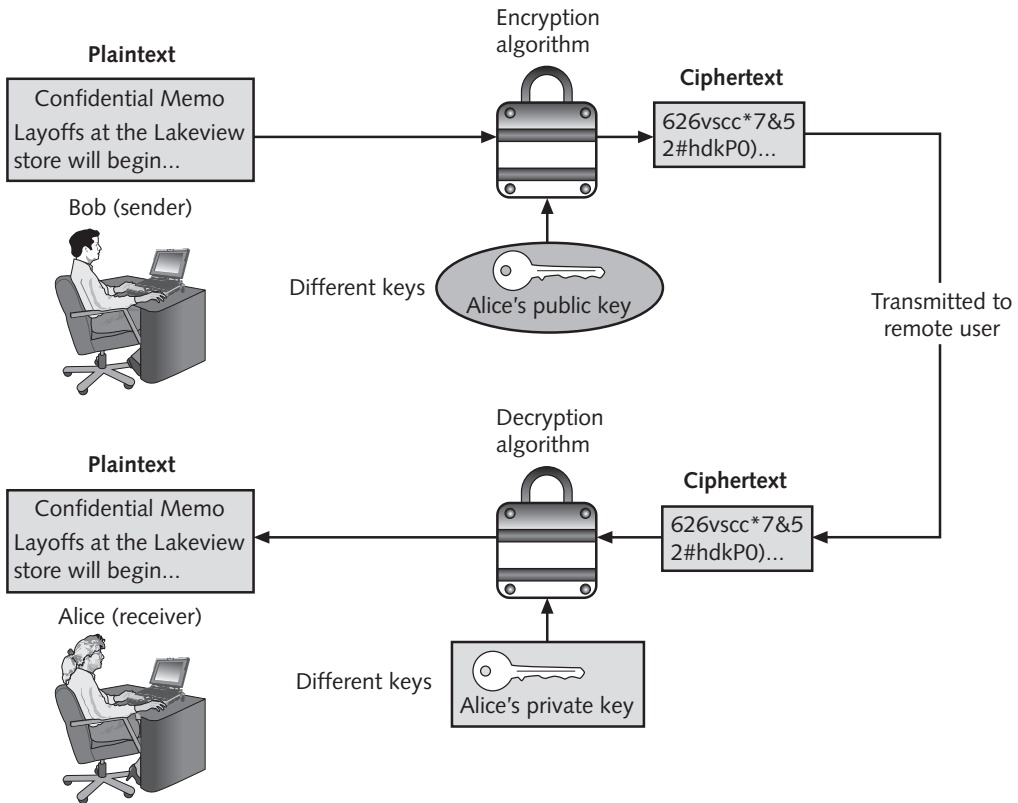 Encryption
algorithm
Plaintext
Ciphertext
Confidential Memo
Layoffs at the Lakeview
store will begin...
626vscc*7&5
2#hdkP0)...
Bob (sender)
Different keys
Alice's public key
Transmitted to
remote user
Decryption
algorithm
Plaintext
Ciphertext
Confidential Memo
Layoffs at the Lakeview
store will begin...
626vscc*7&5
2#hdkP0)...
Alice (receiver)
Different keys
Alice's private key